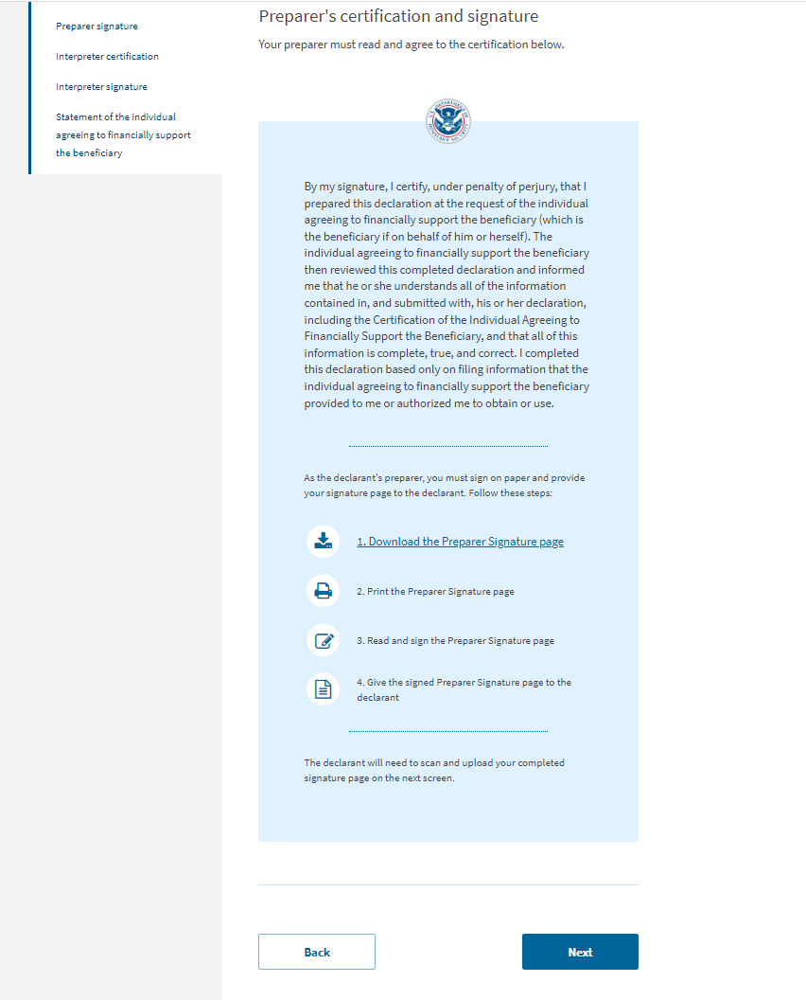 Preparer signature
Interpreter certification
Interpreter signature
Statement of the individual
agreeing to financially support
the beneficiary
Preparer's certification and signature
Your preparer must read and agree to the certification below.
U.S. DEPARTMENT OF HOMELAND SECURITY
By my signature, I certify, under penalty of perjury, that I
prepared this declaration at the request of the individual
agreeing to financially support the beneficiary (which is
the beneficiary if on behalf of him or herself). The
individual agreeing to financially support the beneficiary
then reviewed this completed declaration and informed
me that he or she understands all of the information
contained in, and submitted with, his or her declaration,
including the Certification of the Individual Agreeing to
Financially Support the Beneficiary, and that all of this
information is complete, true, and correct. I completed
this declaration based only on filing information that the
individual agreeing to financially support the beneficiary
provided to me or authorized me to obtain or use.
As the declarant's preparer, you must sign on paper and provide
your signature page to the declarant. Follow these steps:
1. Download the Preparer Signature page
2. Print the Preparer Signature page
3. Read and sign the Preparer Signature page
4. Give the signed Preparer Signature page to the
declarant
The declarant will need to scan and upload your completed
signature page on the next screen.
Back
Next